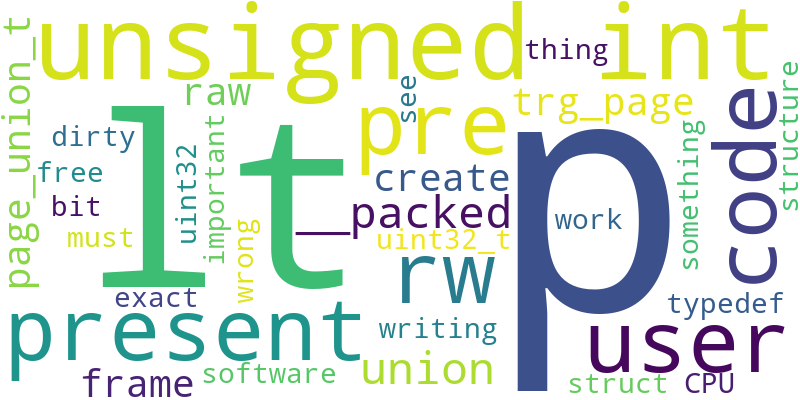 unsigned int
thing
page_union_t
raw
pre
see
trg_page
code
structure
lt
p
dirty
free
bit
must
uint32
important
wrong
create
__packed
uint32_t
work
something
exact
rw
typedef
present
writing
user
frame
software
union
struct
CPU